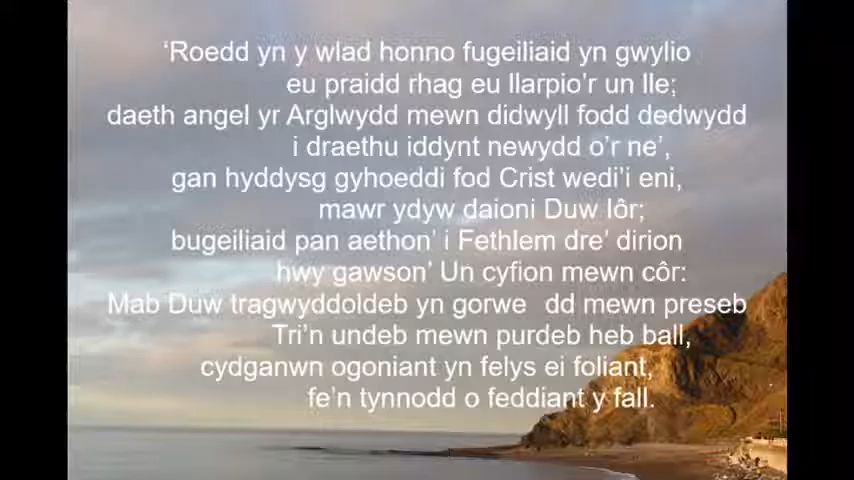 ‘Roedd yn y wlad honno fugeiliaid yn gwylio
eu praidd rhag eu llarpio’r un lle;
daeth angel yr Arglwydd mewn didwyll fodd dedwydd
i draethu iddynt newydd o’r ne’,
gan hyddysg gyhoeddi fod Crist wedi’i eni,
mawr ydyw daioni Duw Iôr;
bugeiliaid pan aethon’ i Fethlem dre’ dirion
hwy gawson’ Un cyfion mewn côr:
Mab Duw tragwyddoldeb yn gorwe dd mewn preseb
Tri’n undeb mewn purdeb heb ball,
cydganwn ogoniant yn felys ei foliant,
fe’n tynnodd o feddiant y fall.